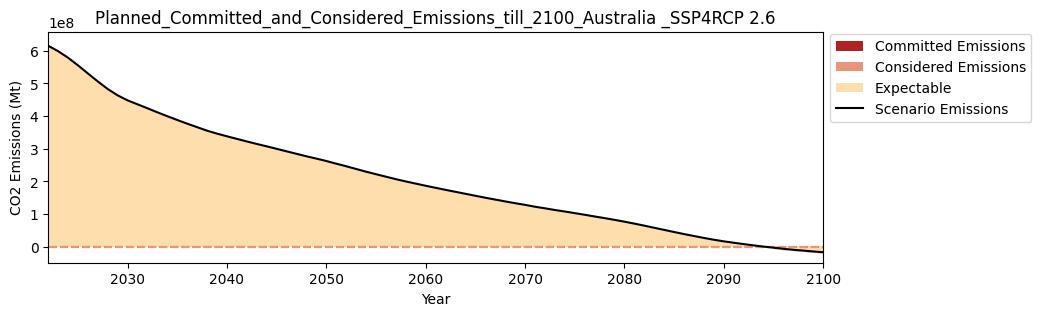 Planned_Committed_and_Considered_Emissions_till_2100_Australia _SSP4RCP 2.6
1e8
6
5
4
3
2
1
0
CO2 Emissions (Mt)
2030 2040 2050 2060 2070 2080 2090 2100
Year
Committed Emissions
Considered Emissions
Expectable
Scenario Emissions